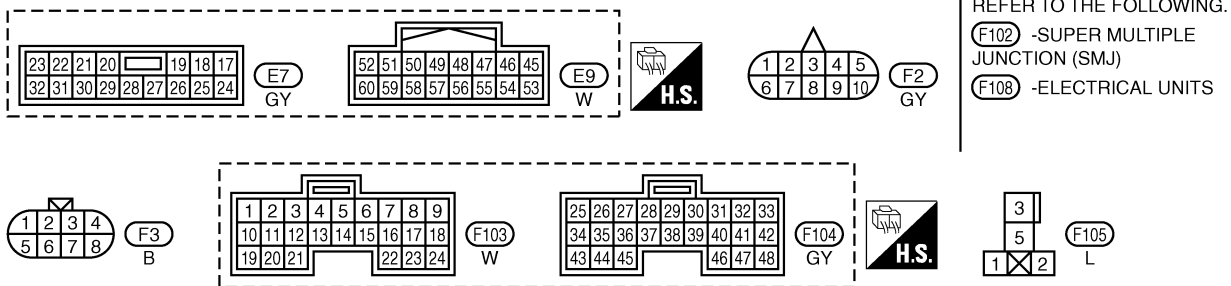 REFER TO THE FOLLOWING.
F102 -SUPER MULTIPLE
JUNCTION (SMJ)
F108 -ELECTRICAL UNITS
23 22 21 20 19 18 17
32 31 30 29 28 27 26 25 24
E7
GY
52 51 50 49 48 47 46 45
60 59 58 57 56 55 54 53
E9
W
H.S.
1 2 3 4 5
6 7 8 9 10
F2
GY
1 2 3 4
5 6 7 8
F3
B
1 2 3 4 5 6 7 8 9
10 11 12 13 14 15 16 17 18
19 20 21 22 23 24
F103
W
25 26 27 28 29 30 31 32 33
34 35 36 37 38 39 40 41 42
43 44 45 46 47 48
F104
GY
H.S.
3
5
1 2
F105
L